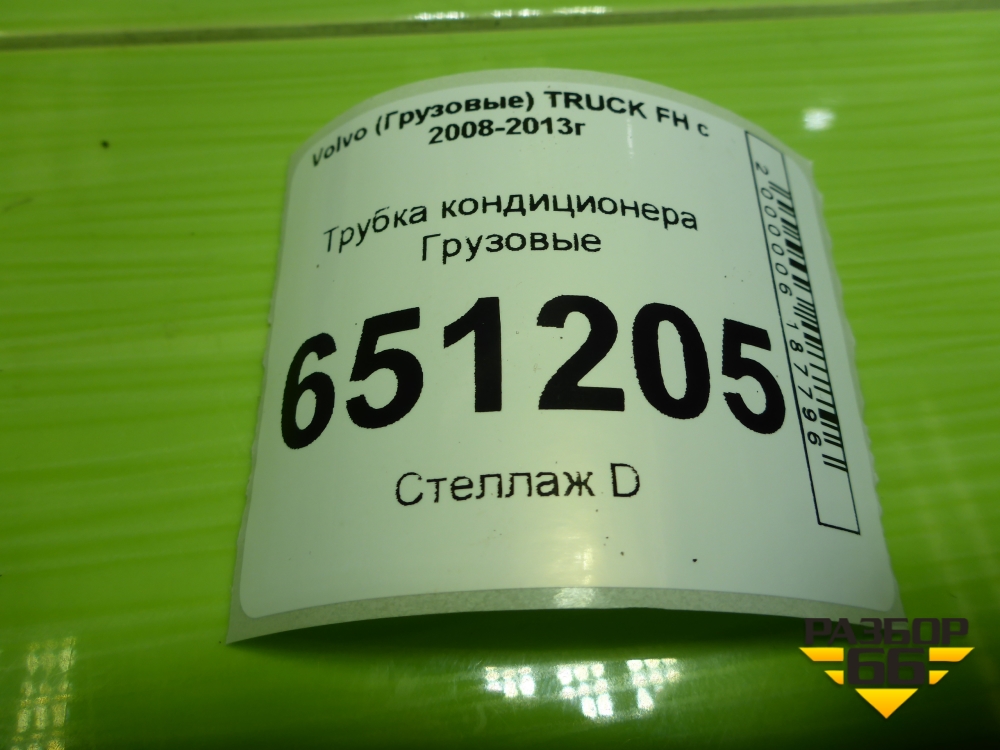 Volvo (Грузовые) TRUCK FH с
2008-2013г
Трубка кондиционера
Грузовые
651205
Стеллаж D
2000006187796
РАЗБОР
66